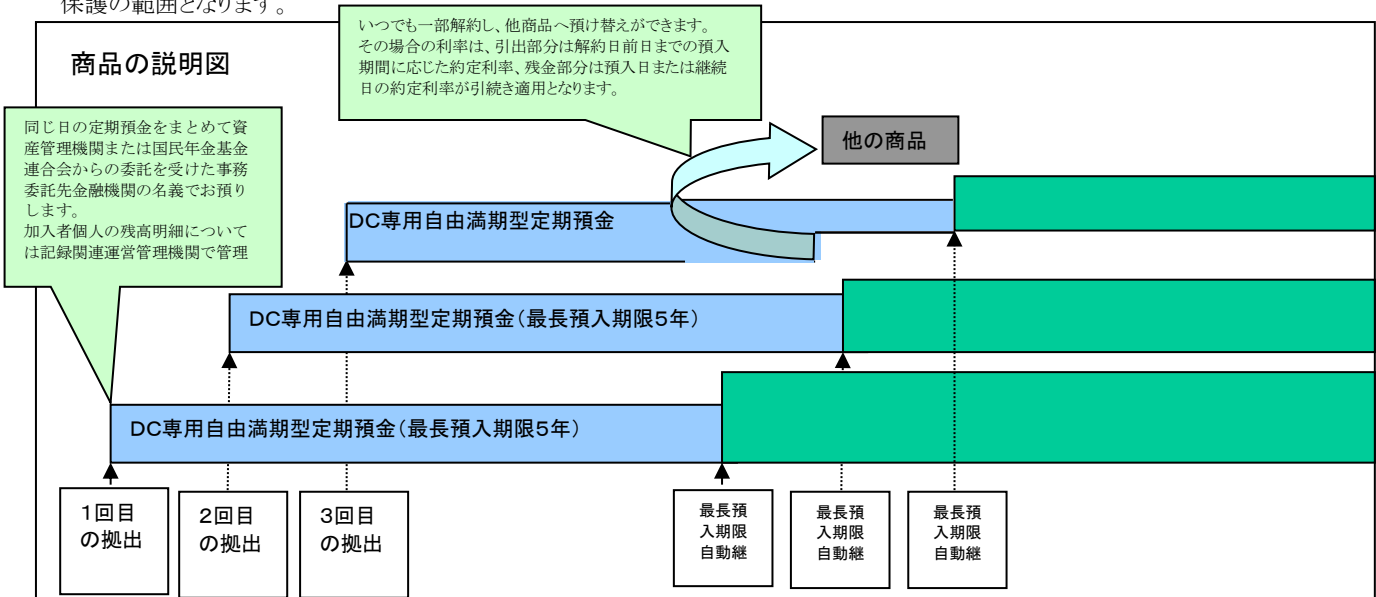 保護の範囲となります。
いつでも一部解約し、他商品へ預け替えができます。
その場合の利率は、引出部分は解約日前日までの預入
期間に応じた約定利率、残金部分は預入日または継続
日の約定利率が引続き適用となります。
商品の説明図
同じ日の定期預金をまとめて資
産管理機関または国民年金基金
連合会からの委託を受けた事務
委託先金融機関の名義でお預り
します。
加入者個人の残高明細について
は記録関連運営管理機関で管理
他の商品
DC専用自由満期型定期預金
DC専用自由満期型定期預金(最長預入期限5年)
DC専用自由満期型定期預金(最長預入期限5年)
1回目
の拠出
2回目
の拠出
3回目
の拠出
最長預
入期限
自動継
最長預
入期限
自動継
最長預
入期限
自動継